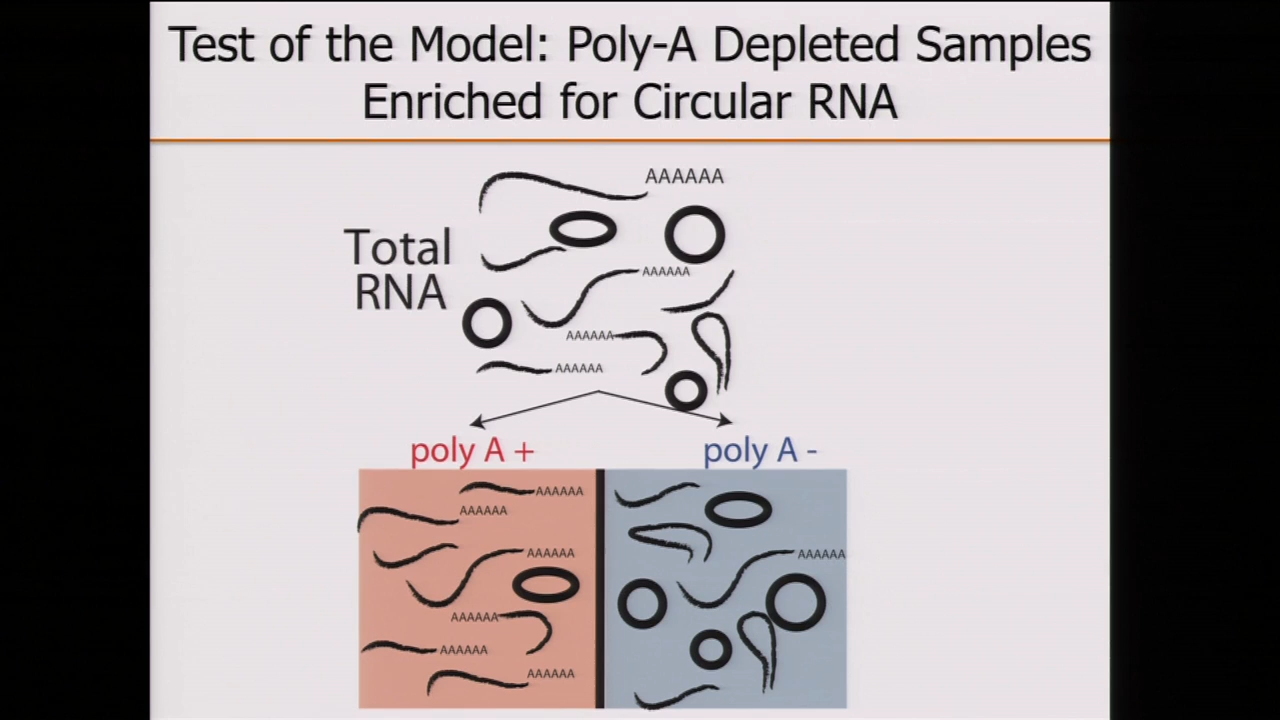 Test of the Model: Poly-A Depleted Samples
Enriched for Circular RNA
AAAAAA
Total
RNA
AAAAAA
AAAAAA
AAAAAA
poly A +
poly A -
AAAAAA
AAAAAA
AAAAAA
AAAAAA
AAAAAA
AAAAAA
AAAAAA